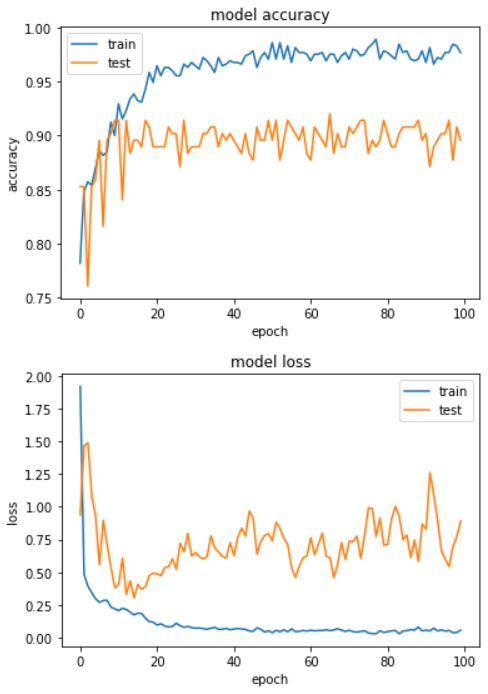 model accuracy
1.00
train
test
0.95
0.90
accuracy
0.85
0.80
0.75
0 20 40 60 80 100
epoch
model loss
2.00
train
test
1.75
1.50
1.25
loss
1.00
0.75
0.50
0.25
0.00
0 20 40 60 80 100
epoch